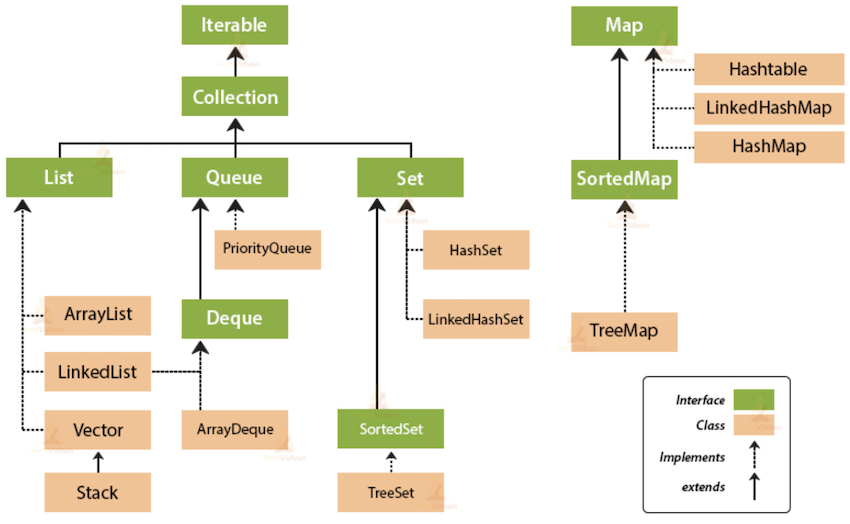 Iterable
Map
Hashtable
Collection
LinkedHashMap
HashMap
List
Queue
Set
SortedMap
PriorityQueue
HashSet
ArrayList
Deque
LinkedHashSet
TreeMap
LinkedList
Interface
Class
Vector
ArrayDeque
SortedSet
Implements
Stack
TreeSet
extends